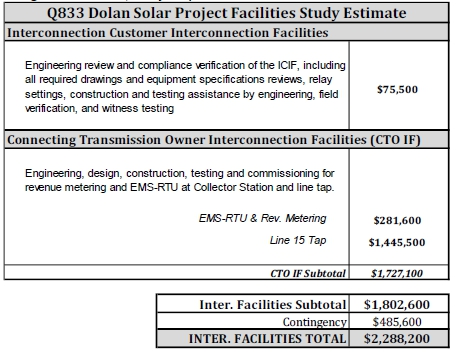 Q833 Dolan Solar Project Facilities Study Estimate
Interconnection Customer Interconnection Facilities
Engineering review and compliance verification of the ICIF, including
all required drawings and equipment specifications reviews, relay
settings, construction and testing assistance by engineering, field
verification, and witness testing
$75,500
Connecting Transmission Owner Interconnection Facilities (CTO IF)
Engineering, design, construction, testing and commissioning for
revenue metering and EMS-RTU at Collector Station and line tap.
EMS-RTU & Rev. Metering $281,600
Line 15 Tap $1,445,500
CTO IF Subtotal $1,727,100
Inter. Facilities Subtotal $1,802,600
Contingency $485,600
INTER. FACILITIES TOTAL $2,288,200